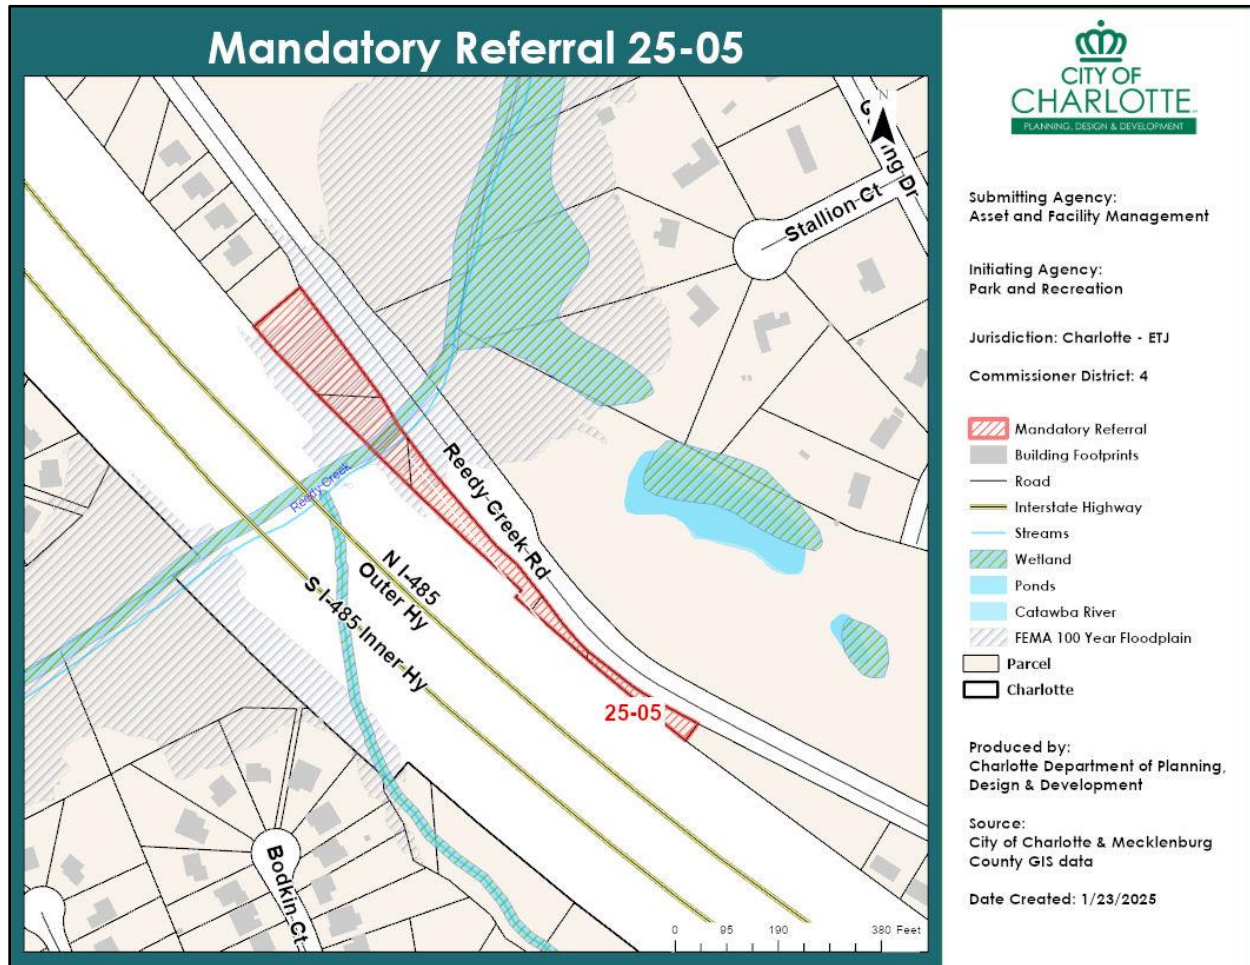 Mandatory Referral 25-05
N
G
ng Dr
Stallion Ct
Reedy Creek Rd
Reedy Creek
N I-485
Outer Hy
S I-485 Inner Hy
25-05
Bodkin Ct
0 95 190 380 Feet
CITY OF
CHARLOTTE
PLANNING, DESIGN & DEVELOPMENT
Submitting Agency:
Asset and Facility Management
Initiating Agency:
Park and Recreation
Jurisdiction: Charlotte - ETJ
Commissioner District: 4
Mandatory Referral
Building Footprints
Road
Interstate Highway
Streams
Wetland
Ponds
Catawba River
FEMA 100 Year Floodplain
Parcel
Charlotte
Produced by:
Charlotte Department of Planning,
Design & Development
Source:
City of Charlotte & Mecklenburg
County GIS data
Date Created: 1/23/2025